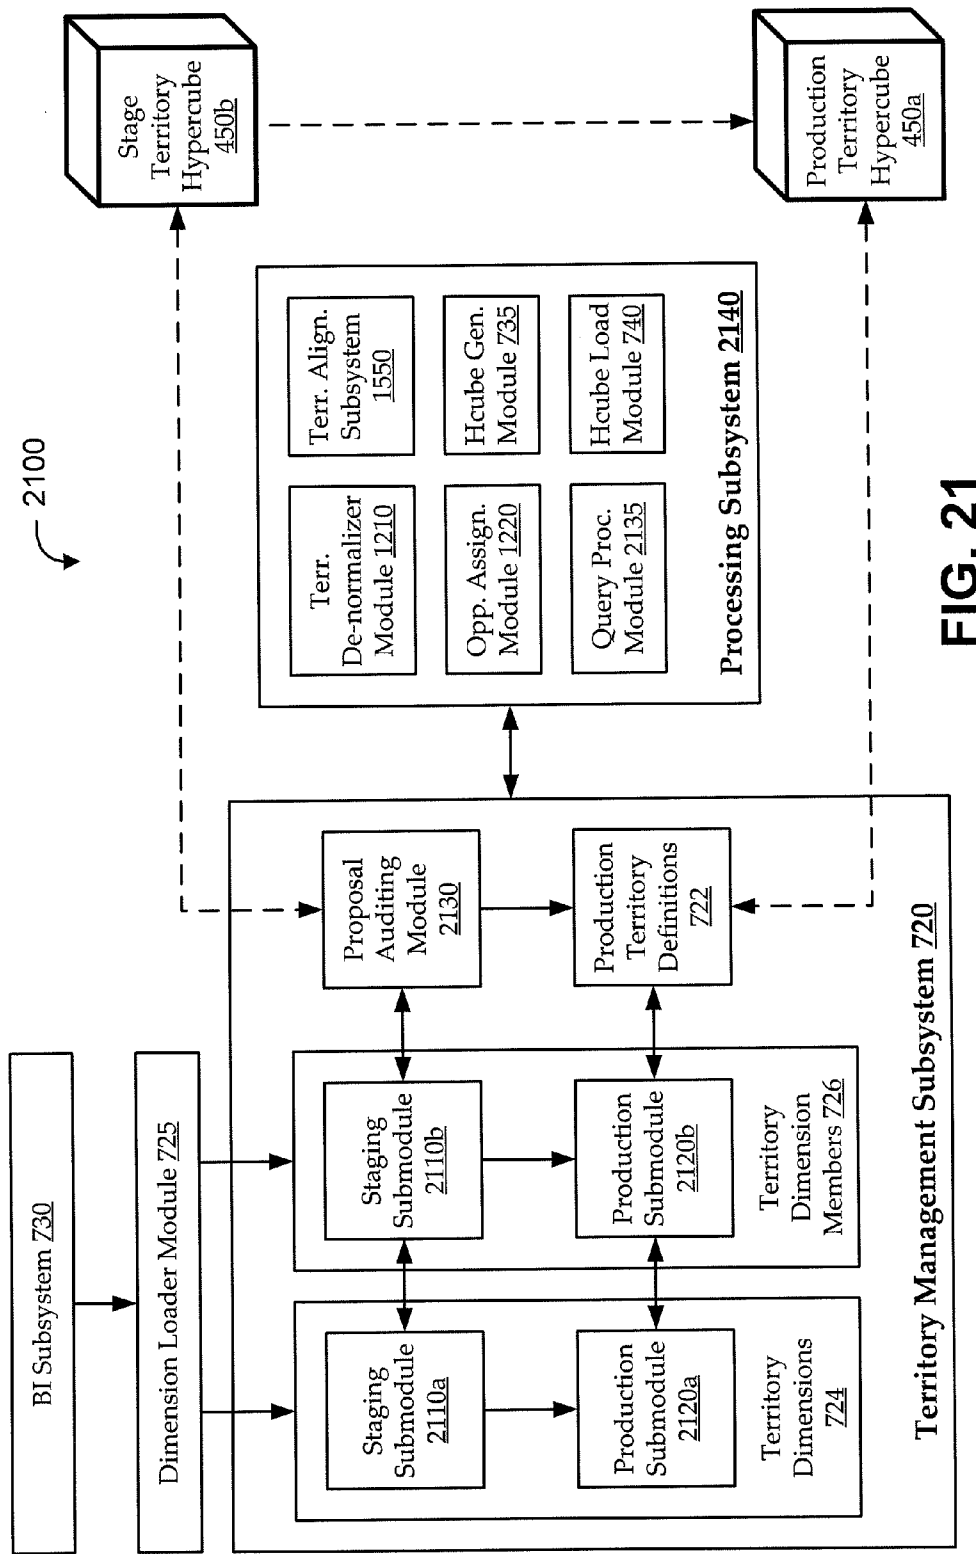 2100
BI Subsystem 730
Dimension Loader Module 725
Staging
Submodule
2110a
Production
Submodule
2120a
Territory
Dimensions
724
Staging
Submodule
2110b
Production
Submodule
2120b
Territory
Dimension
Members 726
Proposal
Auditing
Module
2130
Production
Territory
Definitions
722
Territory Management Subsystem 720
Terr.
De-normalizer
Module 1210
Terr. Align.
Subsystem
1550
Opp. Assign.
Module 1220
Hcube Gen.
Module 735
Query Proc.
Module 2135
Hcube Load
Module 740
Processing Subsystem 2140
Stage
Territory
Hypercube
450b
Production
Territory
Hypercube
450a
FIG. 21